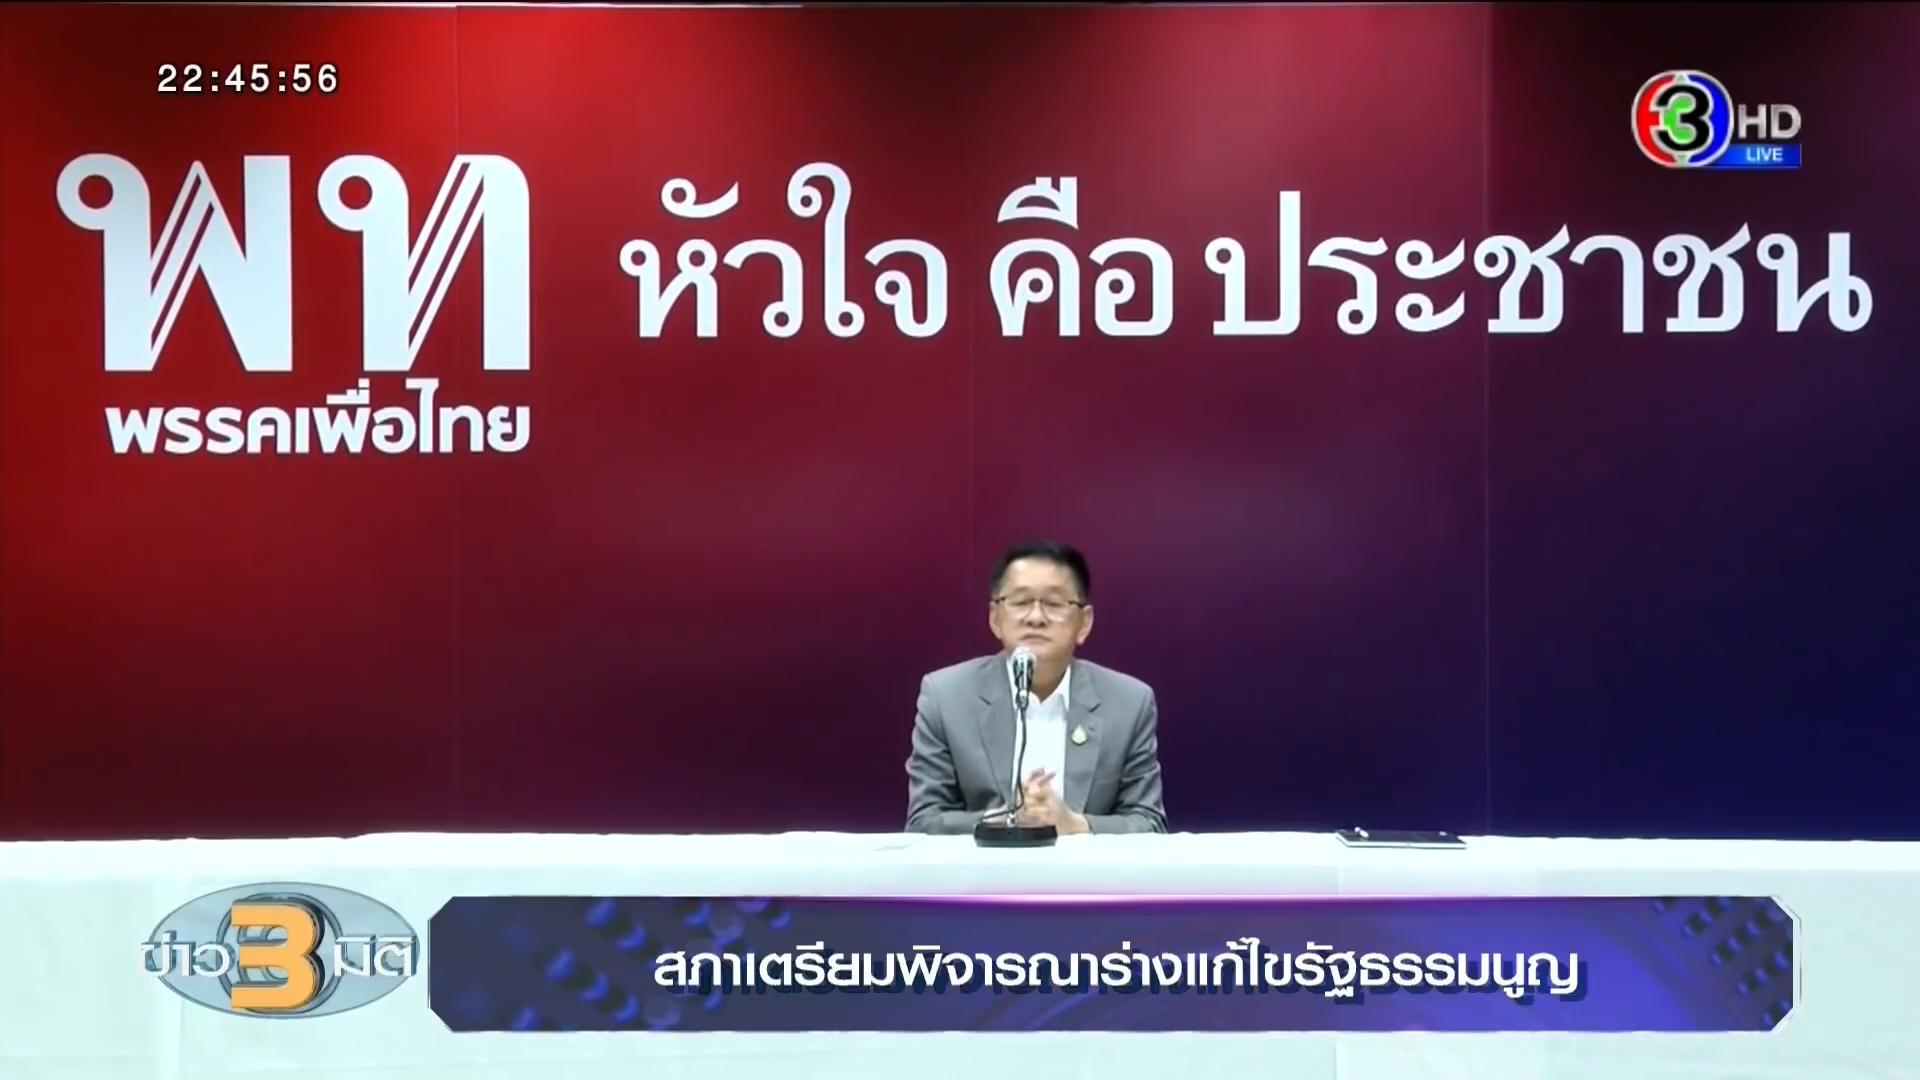 22:45:56
3 HD
LIVE
พท หัวใจ คือ ประชาชน
พรรคเพื่อไทย
ข่าว 3 มิติ
สภาเตรียมพิจารณาร่างแก้ไขรัฐธรรมนูญ